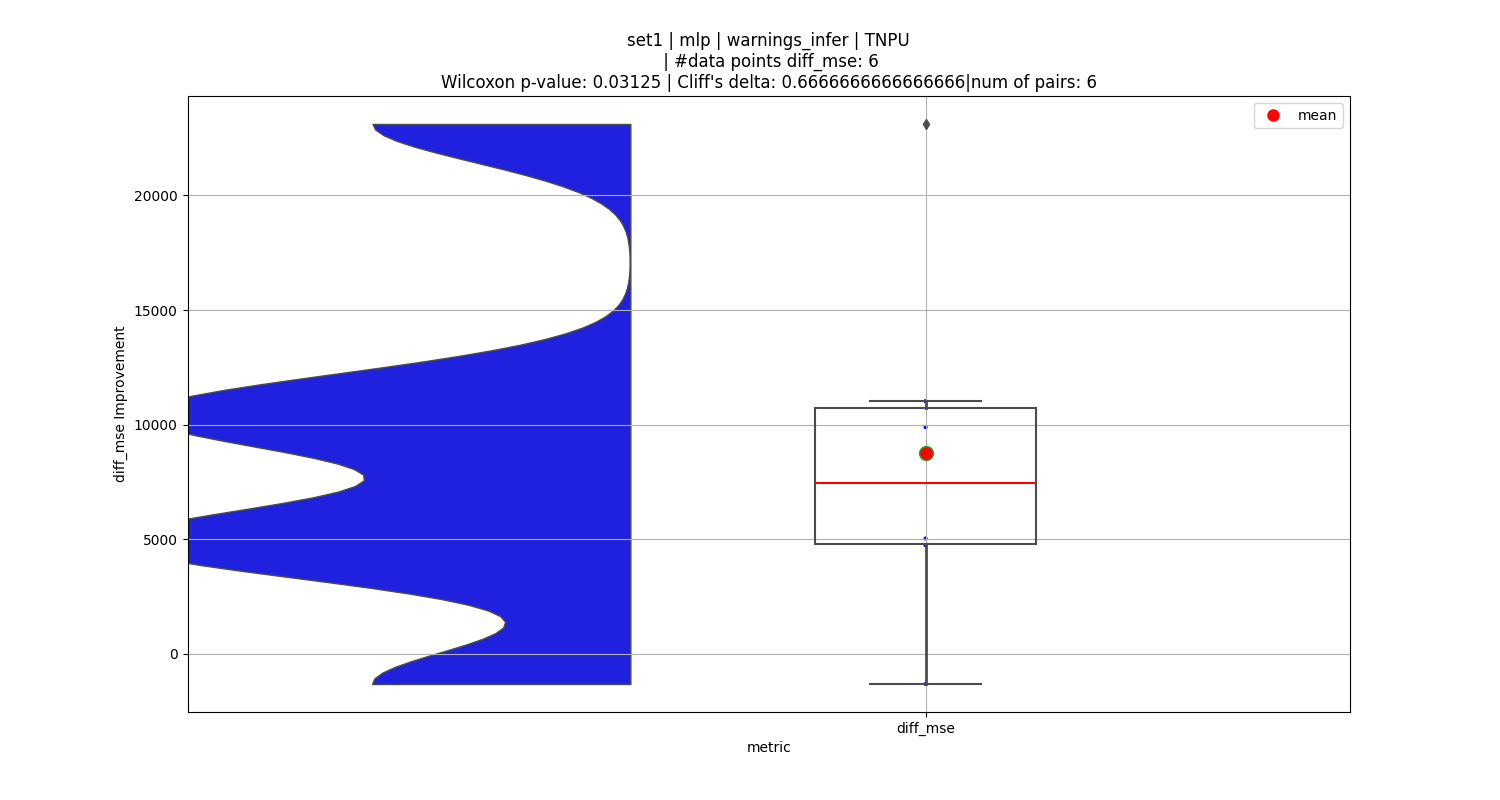 set1 | mlp | warnings_infer | TNPU
| #data points diff_mse: 6
Wilcoxon p-value: 0.03125 | Cliff's delta: 0.6666666666666666|num of pairs: 6
mean
20000
15000
10000
5000
0
diff_mse Improvement
diff_mse
metric